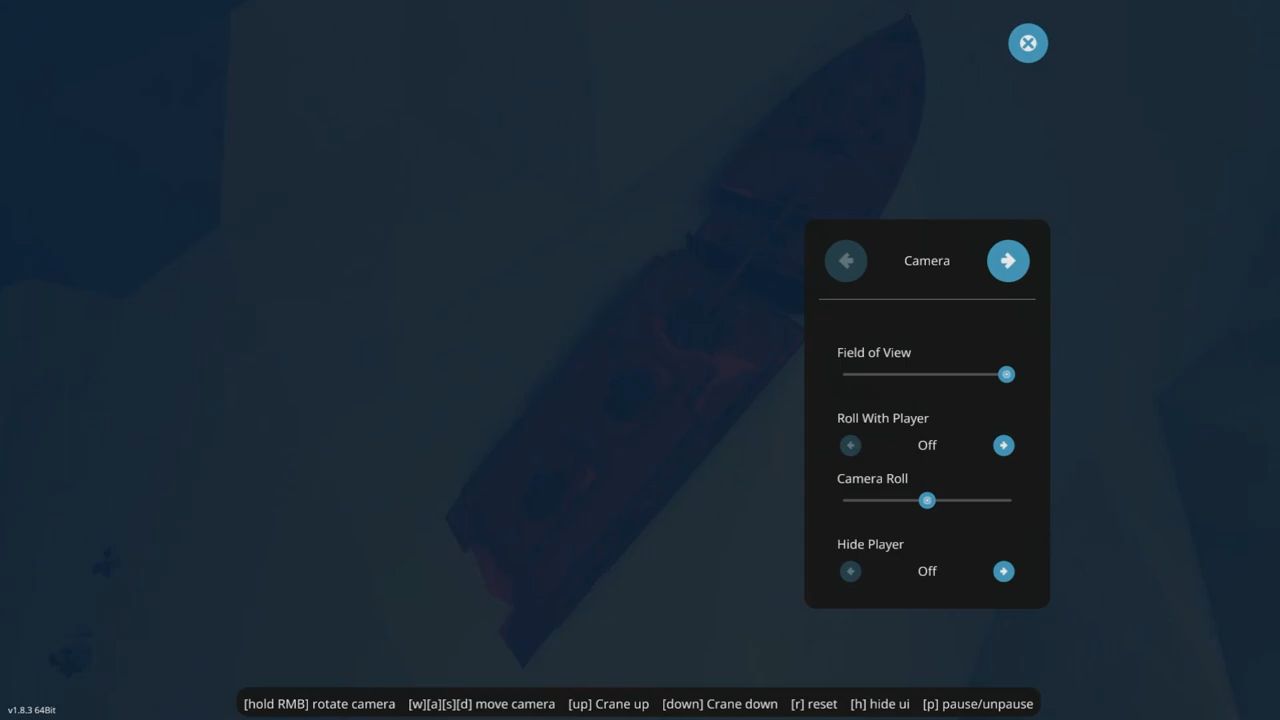 Camera
Field of View
Roll With Player
Off
Camera Roll
Hide Player
Off
[hold RMB] rotate camera [w][a][s][d] move camera [up] Crane up [down] Crane down [r] reset [h] hide ui [p] pause/unpause
v1.8.3 64Bit